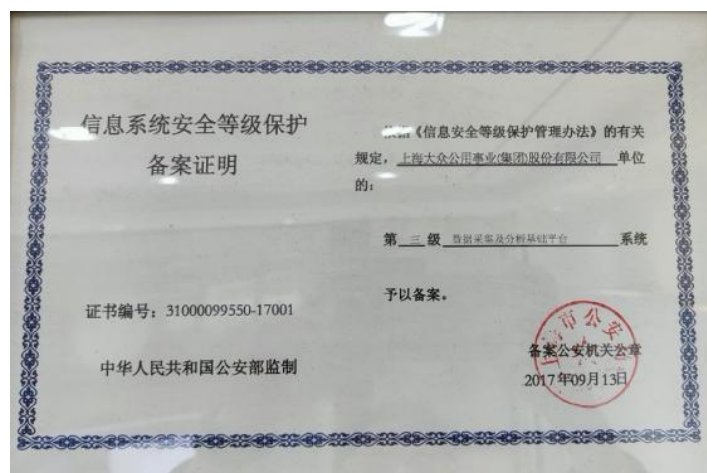 信息系统安全等级保护
备案证明
证书编号：31000099550-17001
中华人民共和国公安部监制
依据《信息安全等级保护管理办法》的有关
规定，上海大众公用事业(集团)股份有限公司 单位
的：
第 三 级 数据采集及分析基础平台 系统
予以备案。
备案公安机关公章
2017年09月13日
市公安